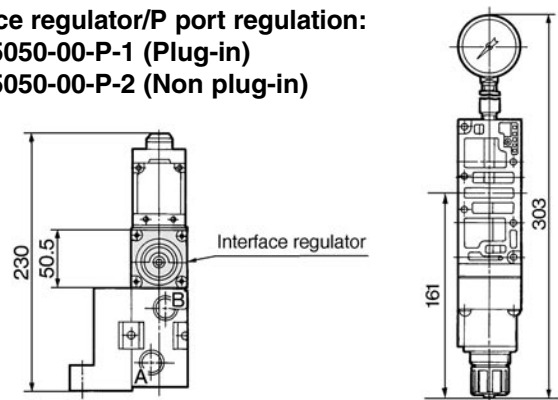 ce regulator/P port regulation:
5050-00-P-1 (Plug-in)
5050-00-P-2 (Non plug-in)
230
50.5
Interface regulator
B
A
161
303